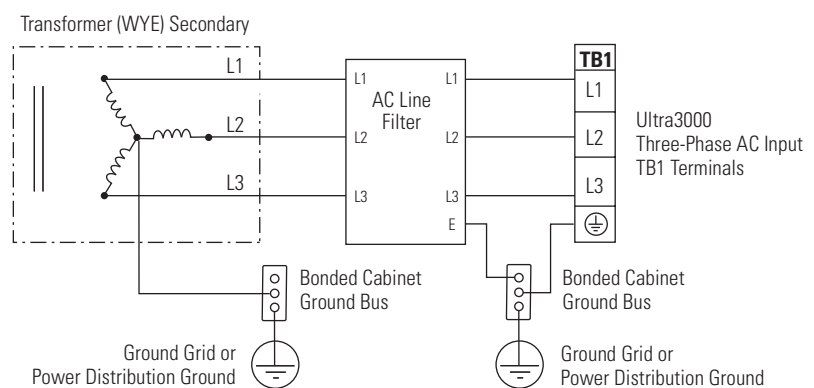 Transformer (WYE) Secondary
L1
L2
L3
L1
L2
L3
AC Line
Filter
L1
L2
L3
E
TB1
L1
L2
L3
Ultra3000
Three-Phase AC Input
TB1 Terminals
Bonded Cabinet
Ground Bus
Ground Grid or
Power Distribution Ground
Bonded Cabinet
Ground Bus
Ground Grid or
Power Distribution Ground